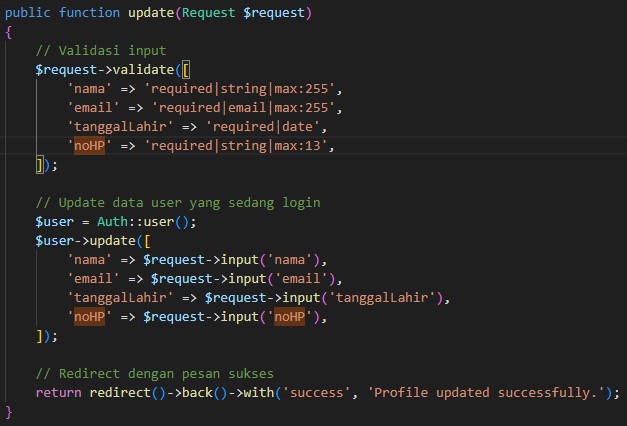 public function update(Request $request)
{
    // Validasi input
    $request->validate([
        'nama' => 'required|string|max:255',
        'email' => 'required|email|max:255',
        'tanggalLahir' => 'required|date',
        'noHP' => 'required|string|max:13',
    ]);

    // Update data user yang sedang login
    $user = Auth::user();
    $user->update([
        'nama' => $request->input('nama'),
        'email' => $request->input('email'),
        'tanggalLahir' => $request->input('tanggalLahir'),
        'noHP' => $request->input('noHP'),
    ]);

    // Redirect dengan pesan sukses
    return redirect()->back()->with('success', 'Profile updated successfully.');
}